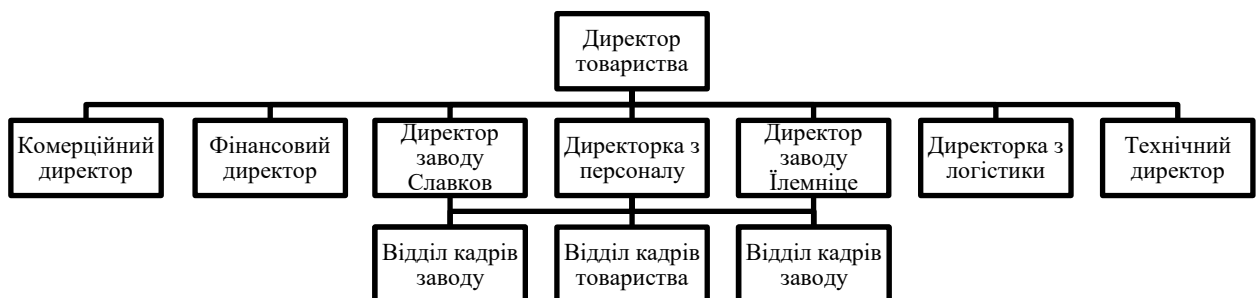 Директор
товариства
Комерційний
директор
Фінансовий
директор
Директор
заводу
Славков
Директорка з
персоналу
Директор
заводу
Їлемніце
Директорка з
логістики
Технічний
директор
Відділ кадрів
заводу
Відділ кадрів
товариства
Відділ кадрів
заводу